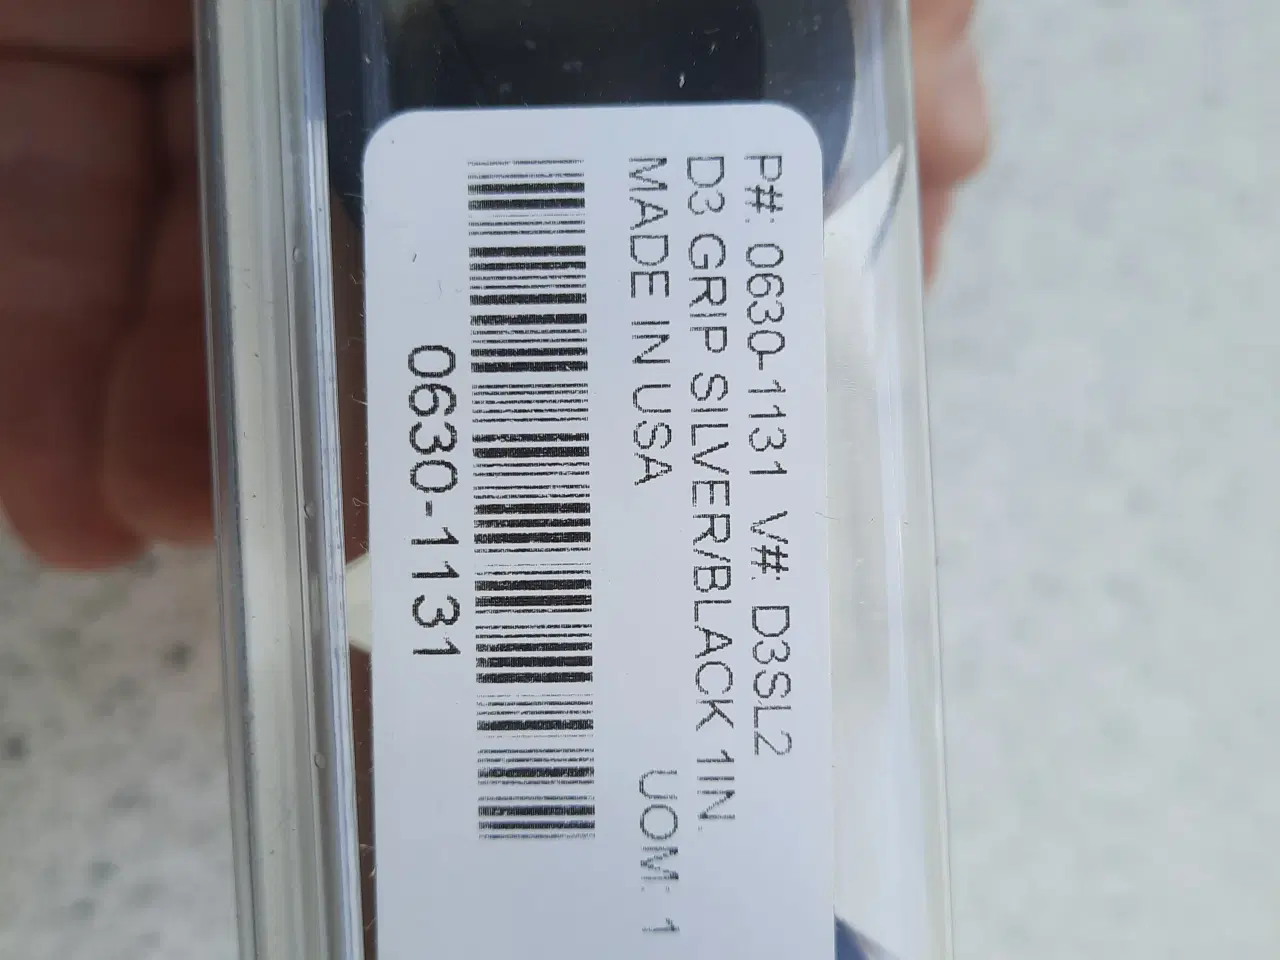 P#: 0630-1131 V#: D3SL2
D3 GRIP SILVER/BLACK 1IN.
MADE IN USA UOM: 1
0630-1131